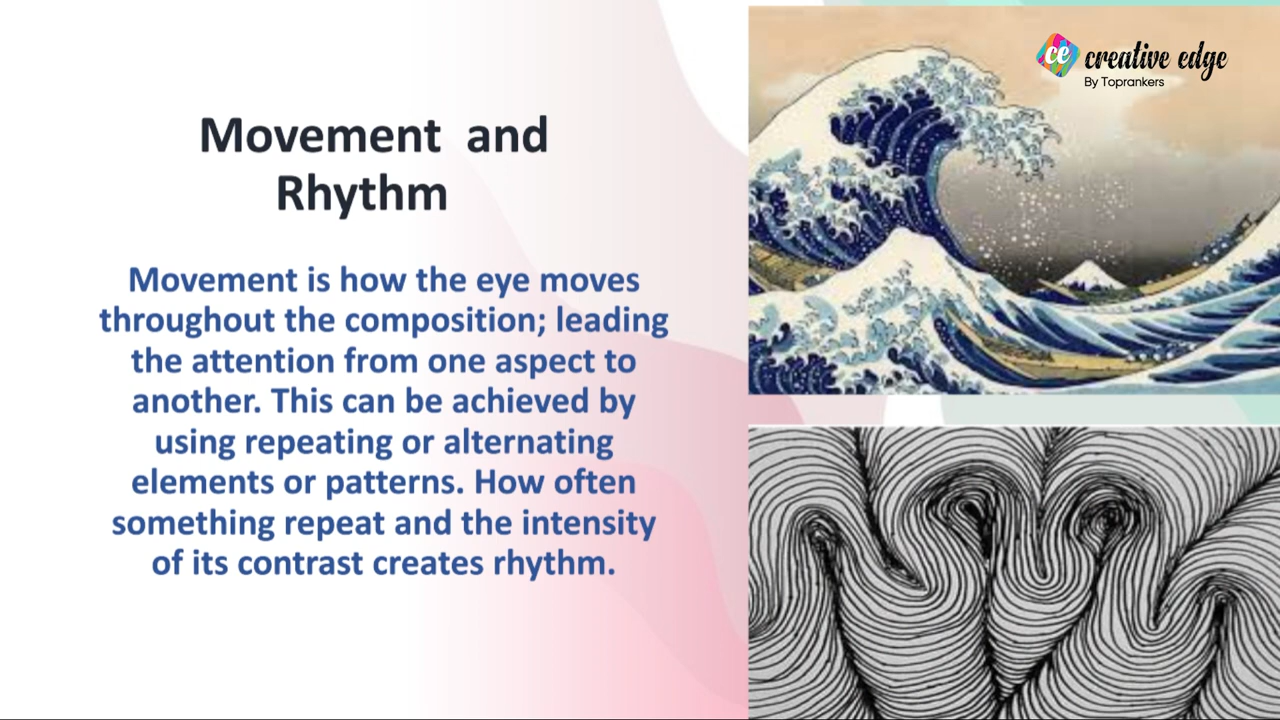 Movement and
Rhythm
Movement is how the eye moves
throughout the composition; leading
the attention from one aspect to
another. This can be achieved by
using repeating or alternating
elements or patterns. How often
something repeat and the intensity
of its contrast creates rhythm.
ce creative edge
By Toprankers